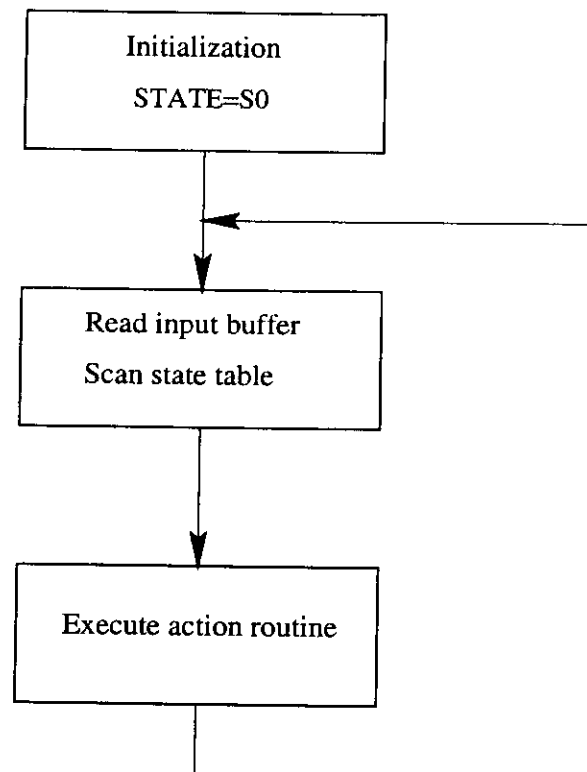 Initialization
STATE=S0
Read input buffer
Scan state table
Execute action routine